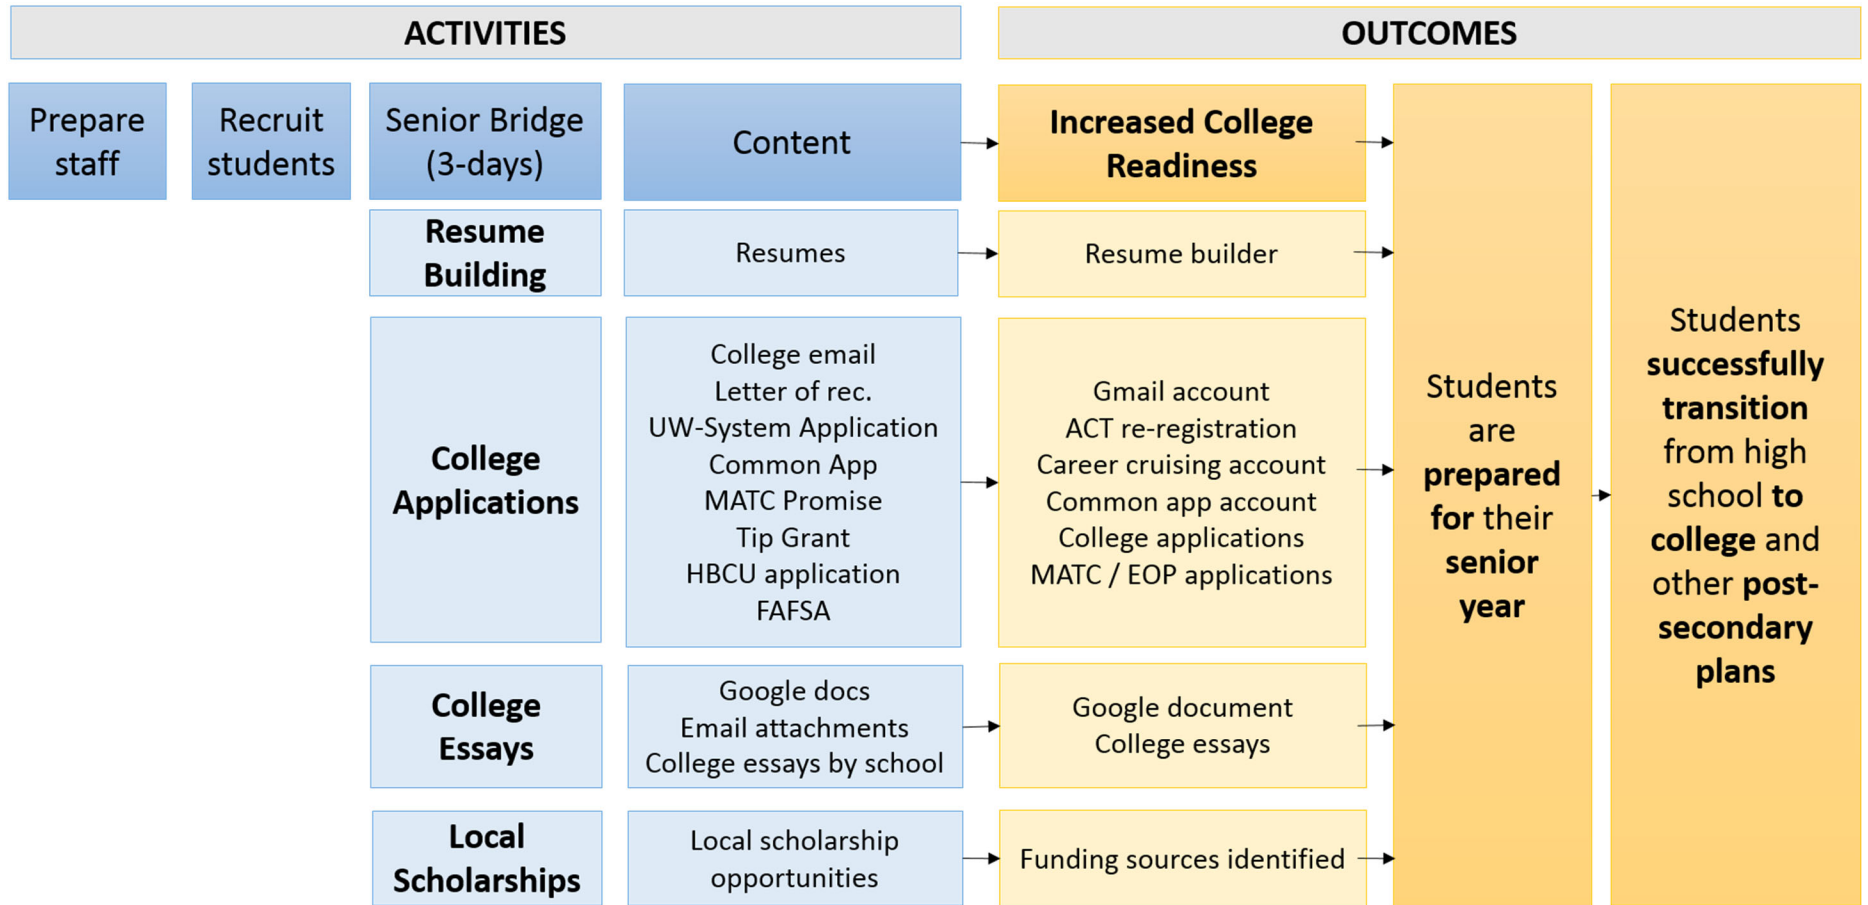 ACTIVITIES
OUTCOMES
Prepare
staff
Recruit
students
Senior Bridge
(3-days)
Content
Increased College
Readiness
Resume
Building
Resumes
Resume builder
College
Applications
College email
Letter of rec.
UW-System Application
Common App
MATC Promise
Tip Grant
HBCU application
FAFSA
Gmail account
ACT re-registration
Career cruising account
Common app account
College applications
MATC / EOP applications
College
Essays
Google docs
Email attachments
College essays by school
Google document
College essays
Local
Scholarships
Local scholarship
opportunities
Funding sources identified
Students
are
prepared
for their
senior
year
Students
successfully
transition
from high
school to
college and
other post-
secondary
plans